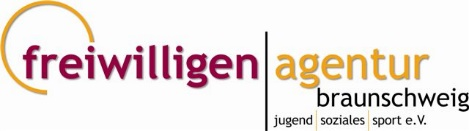 freiwilligen agentur
braunschweig
jugend soziales sport e.V.